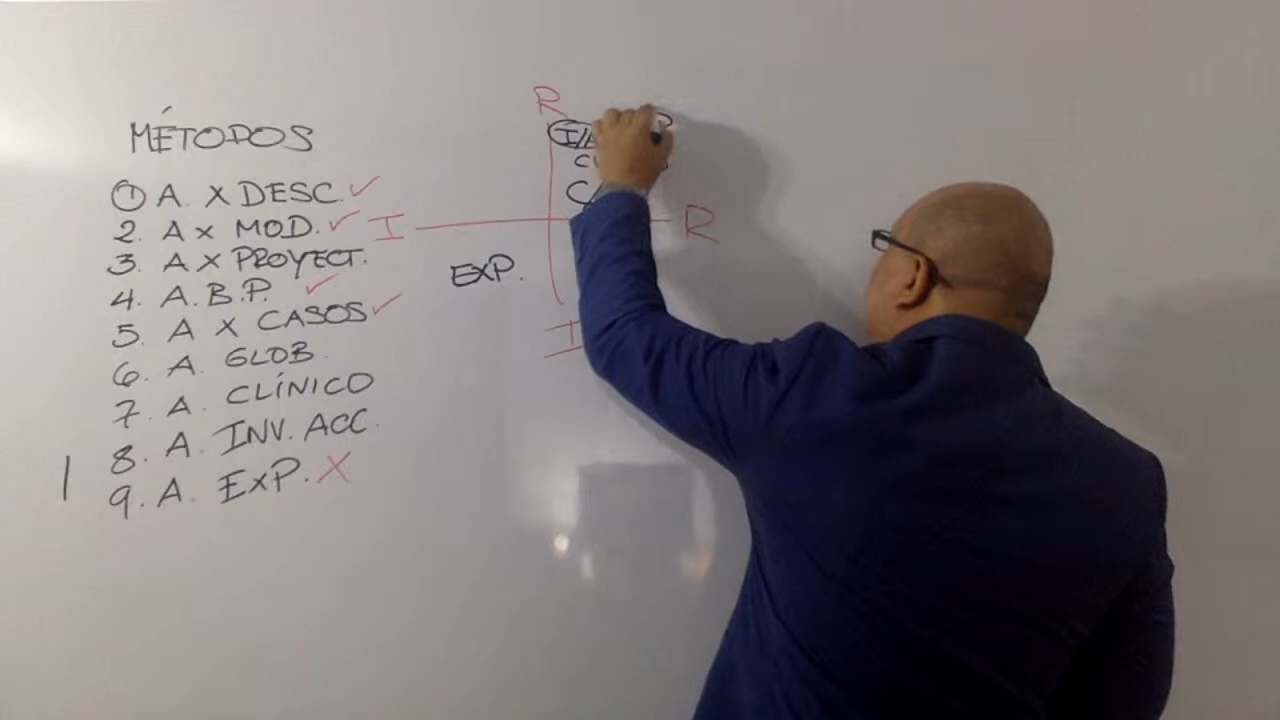 MÉTODOS
① A. X DESC. ✓
2. A x MOD. ✓
3. A X PROYECT.
4. A.B.P. ✓
5. A X CASOS ✓
6. A. GLOB.
7. A. CLÍNICO
8. A. INV. ACC.
9. A. EXP. X
R
I
R
EXP.
I